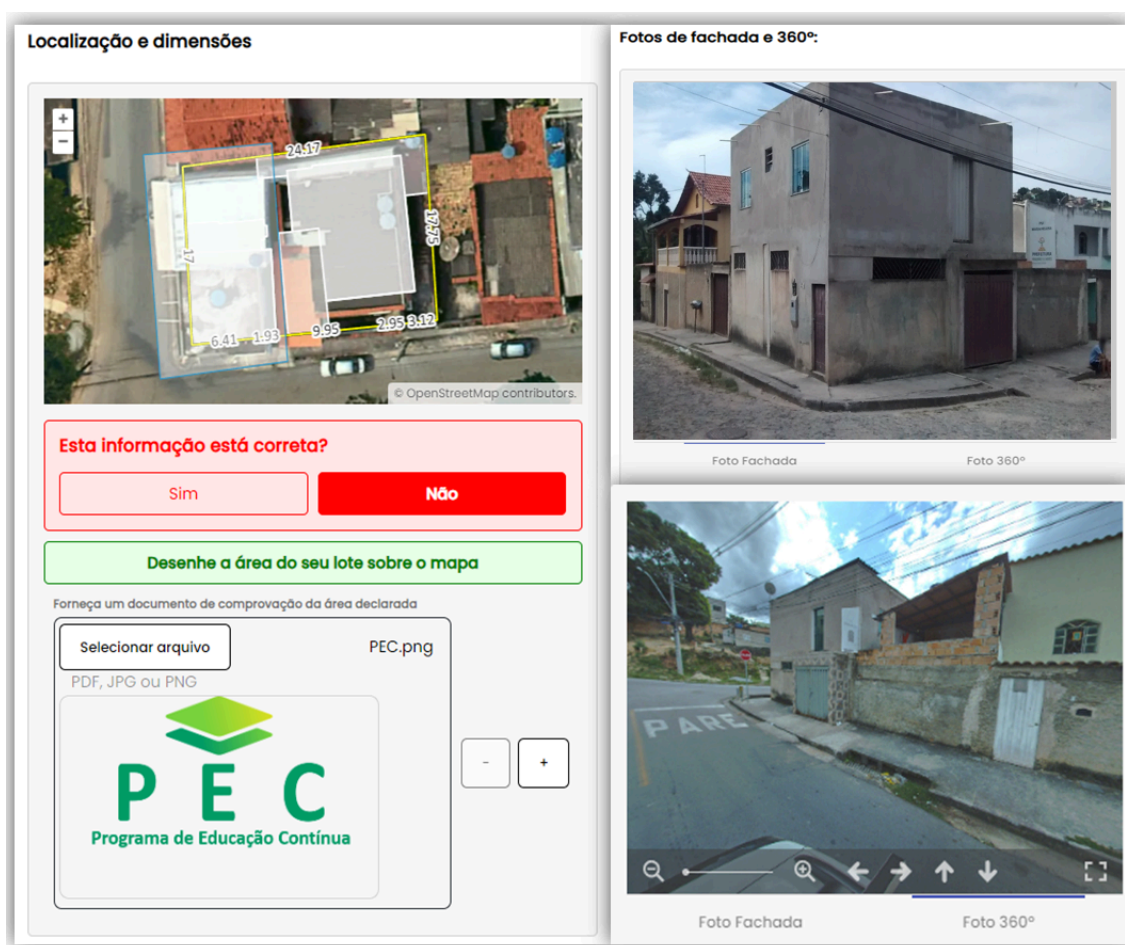 Localização e dimensões
+
−
24.17
17.75
17
6.41
1.93
9.95
2.95
3.12
© OpenStreetMap contributors.
Esta informação está correta?
Sim
Não
Desenhe a área do seu lote sobre o mapa
Forneça um documento de comprovação da área declarada
Selecionar arquivo
PEC.png
PDF, JPG ou PNG
PEC
Programa de Educação Contínua
-
+
Fotos de fachada e 360º:
Foto Fachada
Foto 360º
PARE
Foto Fachada
Foto 360º